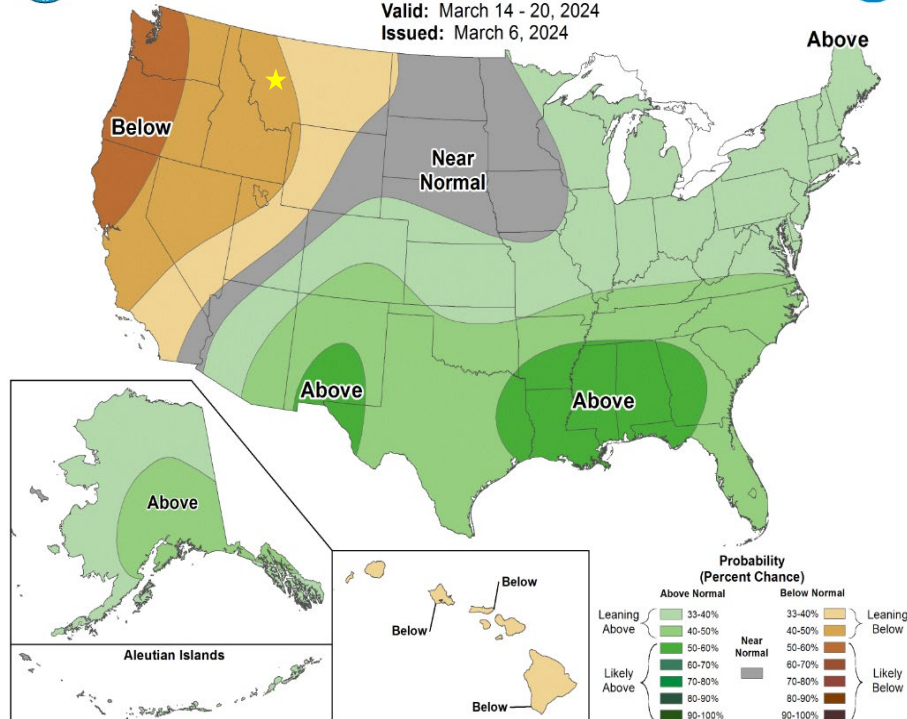 Valid: March 14 - 20, 2024
Issued: March 6, 2024
Above
Below
Near
Normal
Above
Above
Above
Below
Below
Below
Aleutian Islands
Probability
(Percent Chance)
Above Normal Below Normal
Leaning Above
33-40%
40-50%
Likely Above
50-60%
60-70%
70-80%
80-90%
90-100%
Near
Normal
33-40%
40-50%
Leaning Below
50-60%
60-70%
70-80%
80-90%
90-100%
Likely Below